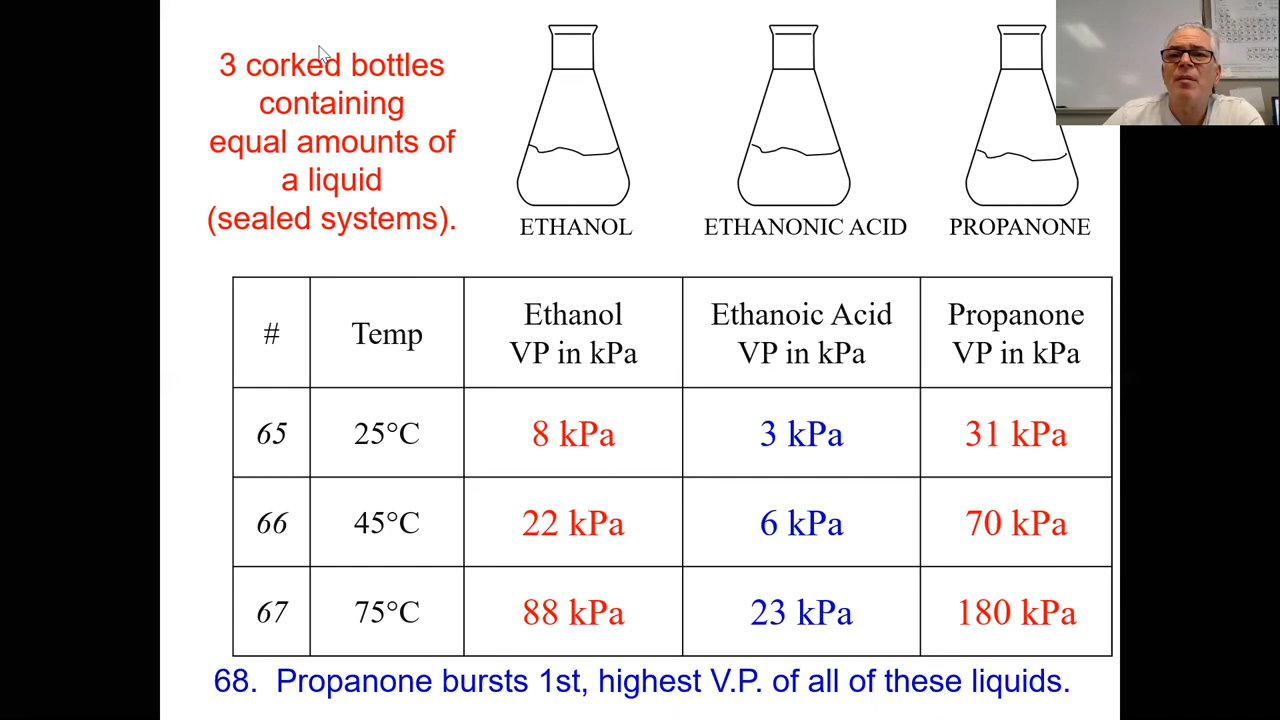 3 corked bottles
containing
equal amounts of
a liquid
(sealed systems).
ETHANOL
ETHANONIC ACID
PROPANONE
#
Temp
Ethanol
VP in kPa
Ethanoic Acid
VP in kPa
Propanone
VP in kPa
65
25°C
8 kPa
3 kPa
31 kPa
66
45°C
22 kPa
6 kPa
70 kPa
67
75°C
88 kPa
23 kPa
180 kPa
68. Propanone bursts 1st, highest V.P. of all of these liquids.